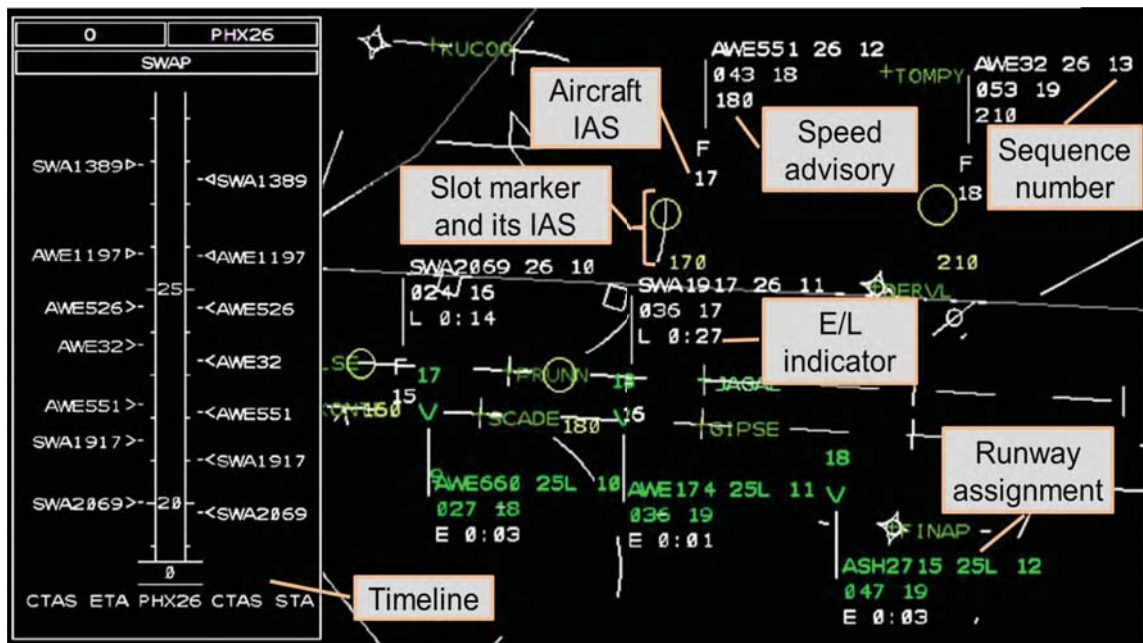 0 PHX26
SWAP
SWA1389
SWA1389
AWE1197
AWE1197
25
AWE526
AWE526
AWE32
AWE32
AWE551
AWE551
SWA1917
SWA1917
SWA2069
20
SWA2069
0
CTAS ETA PHX26 CTAS STA
Timeline
KUCOO
Aircraft
IAS
AWE551 26 12
043 18
180
Speed
advisory
TOMPY
AWE32 26 13
053 19
210
Sequence
number
F
17
F
18
Slot marker
and its IAS
170
210
SWA2069 26 10
024 16
L 0:14
SWA1917 26 11
036 17
L 0:27
DERVL
E/L
indicator
F
15
17
PRUNN
JAGAL
160
V
SCADE
180
V
16
GIPSE
18
V
AWE660 25L 10
027 18
E 0:03
AWE174 25L 11
036 19
E 0:01
Runway
assignment
FINAP
ASH2715 25L 12
047 19
E 0:03